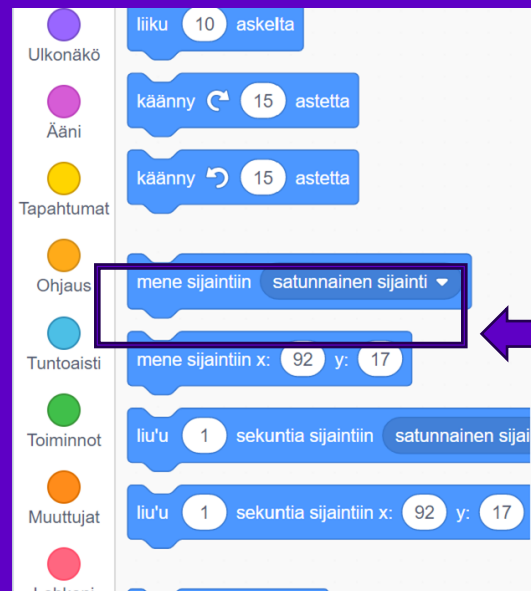 liiku 10 askelta
Ulkonäkö
käänny 15 astetta
Ääni
käänny 15 astetta
Tapahtumat
mene sijaintiin satunnainen sijainti
Ohjaus
mene sijaintiin x: 92 y: 17
Tuntoaisti
liu'u 1 sekuntia sijaintiin satunnainen sijai
Toiminnot
liu'u 1 sekuntia sijaintiin x: 92 y: 17
Muuttujat